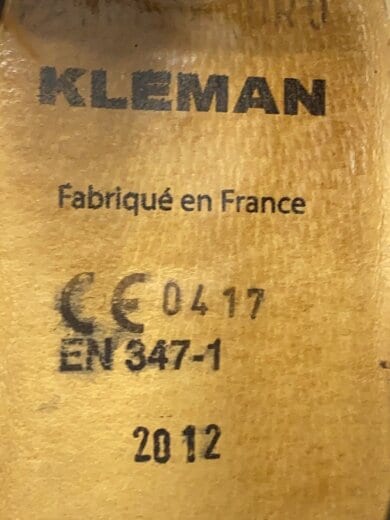 KLEMAN
Fabriqué en France
CE 0417
EN 347-1
2012